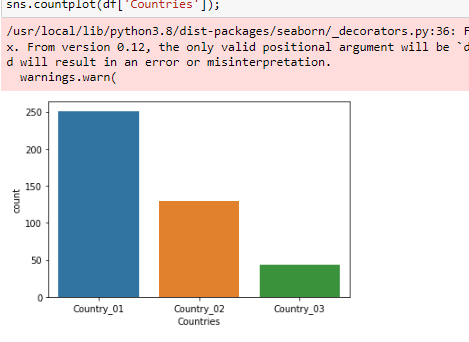 sns.countplot(df['Countries']);
/usr/local/lib/python3.8/dist-packages/seaborn/_decorators.py:36: F
x. From version 0.12, the only valid positional argument will be `d
d will result in an error or misinterpretation.
warnings.warn(
250
200
150
100
50
0
count
Country_01 Country_02 Country_03
Countries